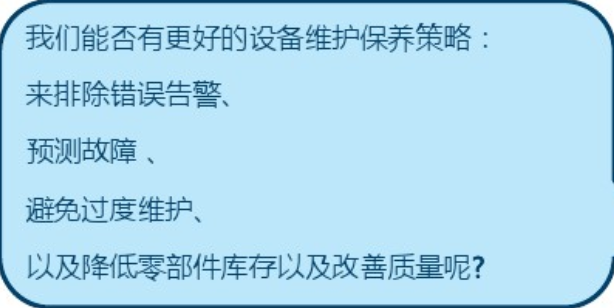 我们能否有更好的设备维护保养策略：
来排除错误告警、
预测故障 、
避免过度维护、
以及降低零部件库存以及改善质量呢?